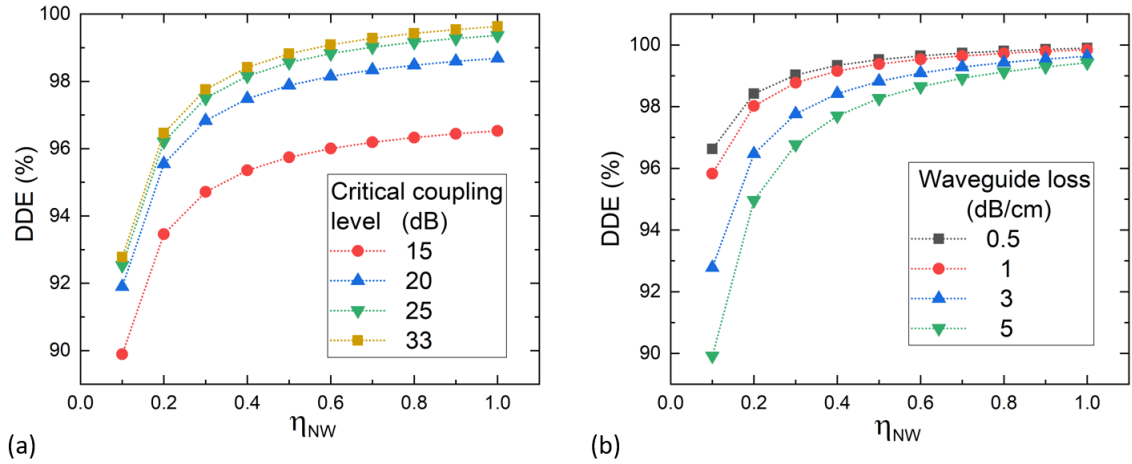 100
98
96
94
92
90
DDE (%)
0.0 0.2 0.4 0.6 0.8 1.0
ηNW
Critical coupling
level (dB)
15
20
25
33
(a)
100
98
96
94
92
90
DDE (%)
0.0 0.2 0.4 0.6 0.8 1.0
ηNW
Waveguide loss
(dB/cm)
0.5
1
3
5
(b)